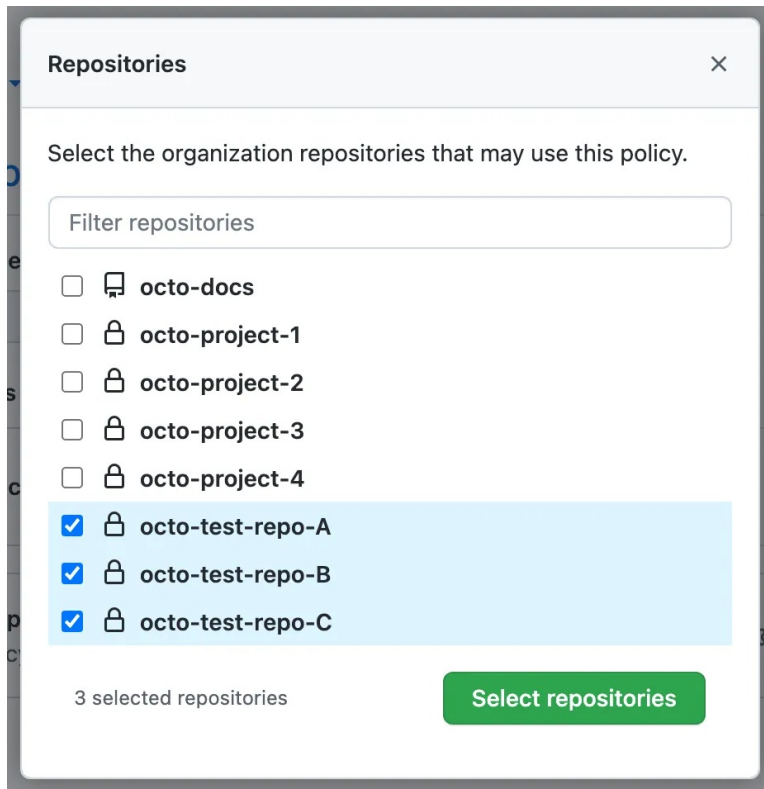 Repositories
Select the organization repositories that may use this policy.
Filter repositories
octo-docs
octo-project-1
octo-project-2
octo-project-3
octo-project-4
octo-test-repo-A
octo-test-repo-B
octo-test-repo-C
3 selected repositories
Select repositories